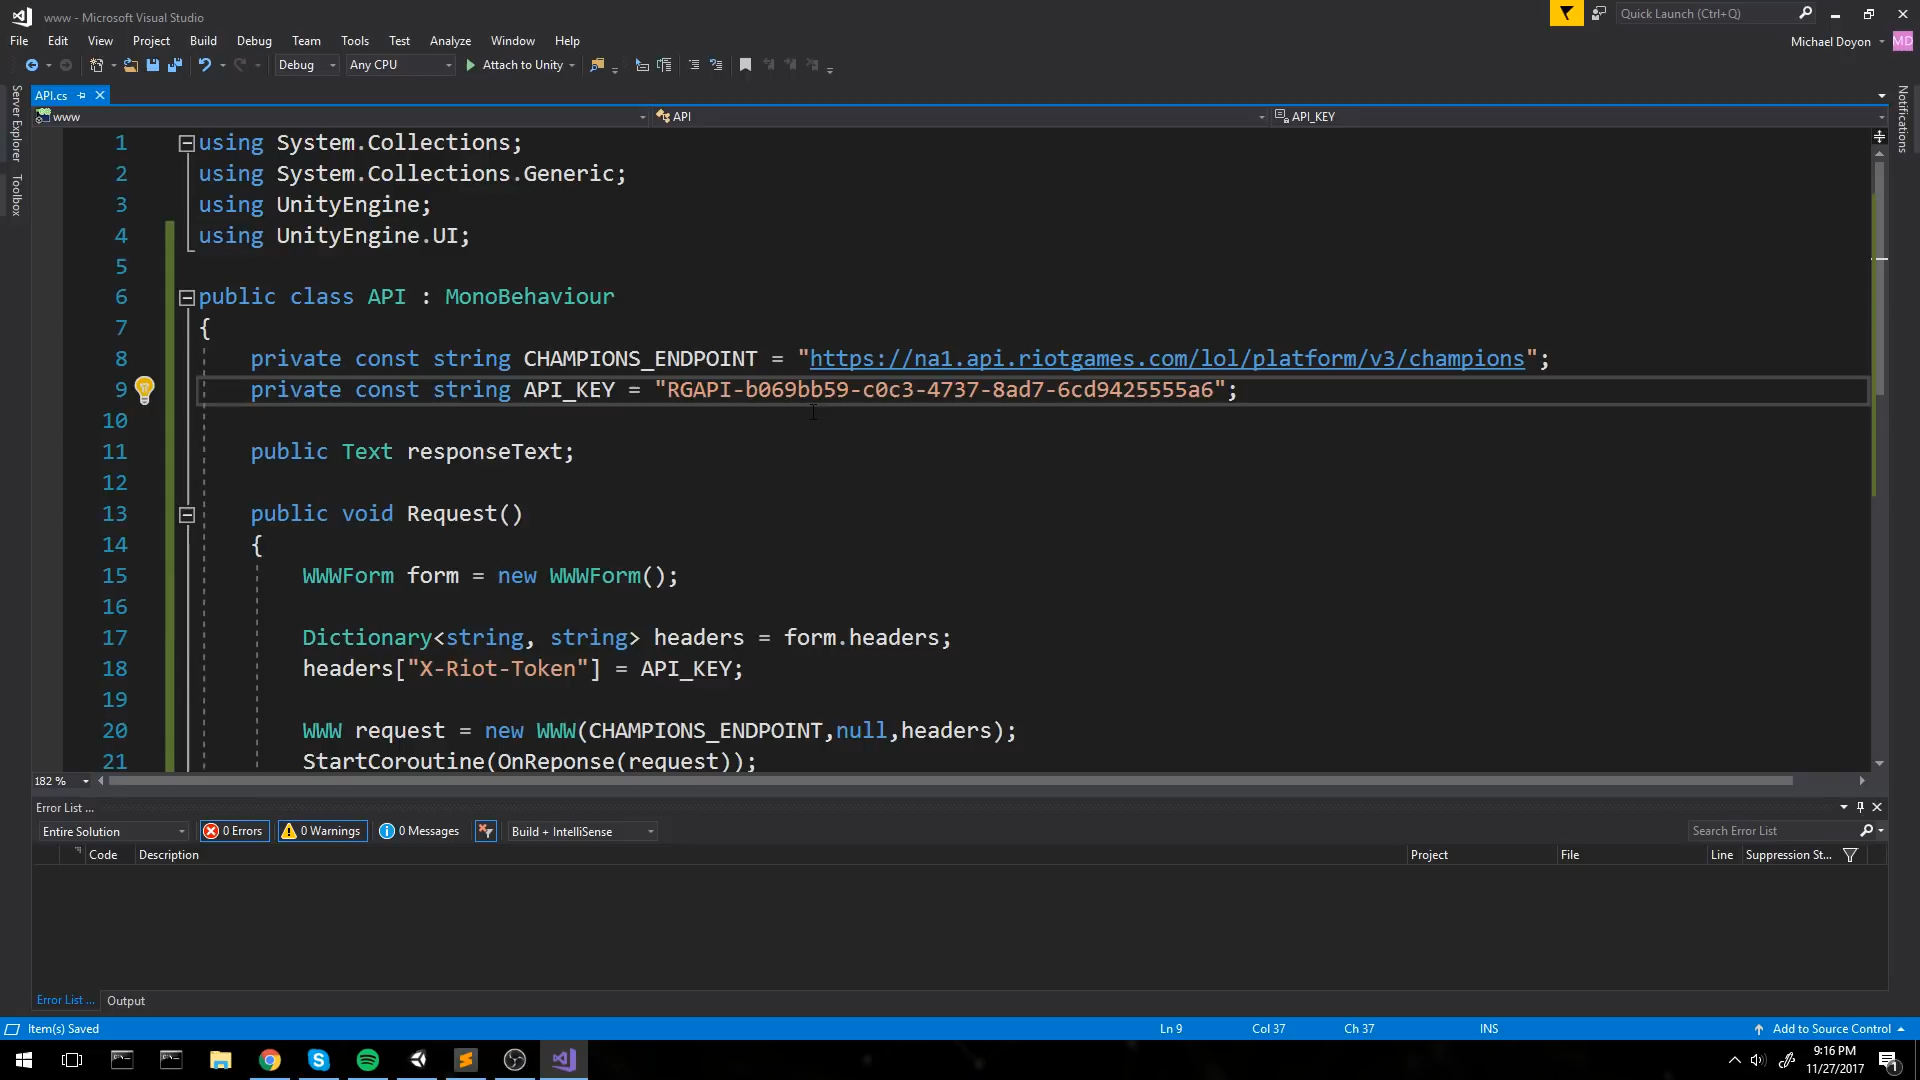 www - Microsoft Visual Studio
Quick Launch (Ctrl+Q)
File Edit View Project Build Debug Team Tools Test Analyze Window Help
Michael Doyon MD
Debug Any CPU Attach to Unity
Server Explorer
Toolbox
Notifications
API.cs
www API API_KEY
1 using System.Collections;
2 using System.Collections.Generic;
3 using UnityEngine;
4 using UnityEngine.UI;
5
6 public class API : MonoBehaviour
7 {
8 private const string CHAMPIONS_ENDPOINT = "https://na1.api.riotgames.com/lol/platform/v3/champions";
9 private const string API_KEY = "RGAPI-b069bb59-c0c3-4737-8ad7-6cd9425555a6";
10
11 public Text responseText;
12
13 public void Request()
14 {
15 WWWForm form = new WWWForm();
16
17 Dictionary<string, string> headers = form.headers;
18 headers["X-Riot-Token"] = API_KEY;
19
20 WWW request = new WWW(CHAMPIONS_ENDPOINT,null,headers);
21 StartCoroutine(OnReponse(request));
182 %
Error List ...
Entire Solution 0 Errors 0 Warnings 0 Messages Build + IntelliSense Search Error List
Code Description Project File Line Suppression St...
Error List ... Output
Item(s) Saved Ln 9 Col 37 Ch 37 INS Add to Source Control
9:16 PM
11/27/2017
1